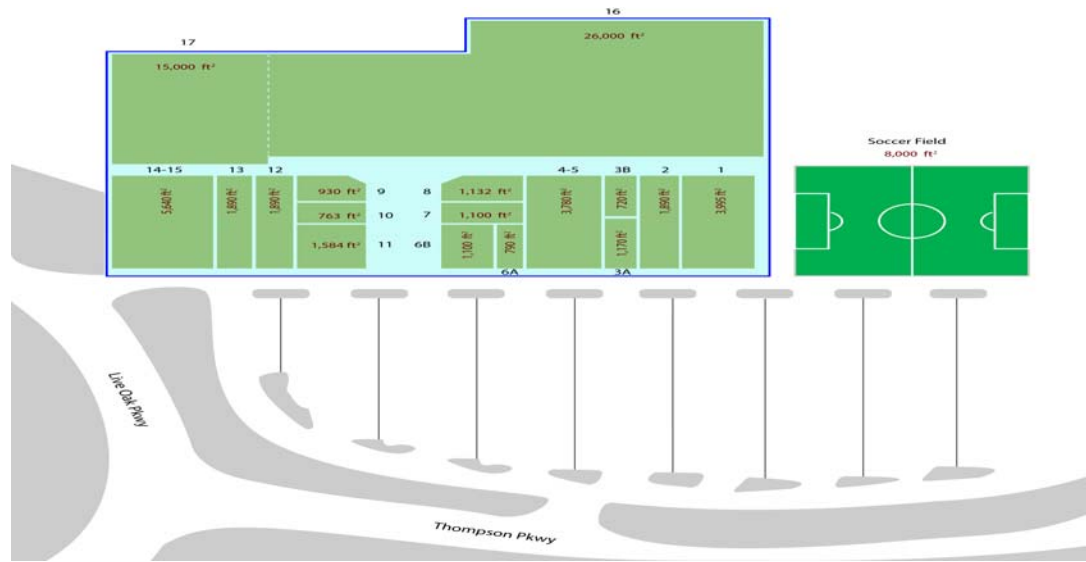 16
17
26,000 ft²
15,000 ft²
Soccer Field
8,000 ft²
14-15
13
12
4-5
3B
2
1
5,640 ft²
1,890 ft²
1,890 ft²
930 ft²
9
8
1,132 ft²
3,780 ft²
720 ft²
1,890 ft²
3,995 ft²
763 ft²
10
7
1,100 ft²
1,584 ft²
11
6B
1,100 ft²
790 ft²
1,170 ft²
6A
3A
Live Oak Pkwy
Thompson Pkwy